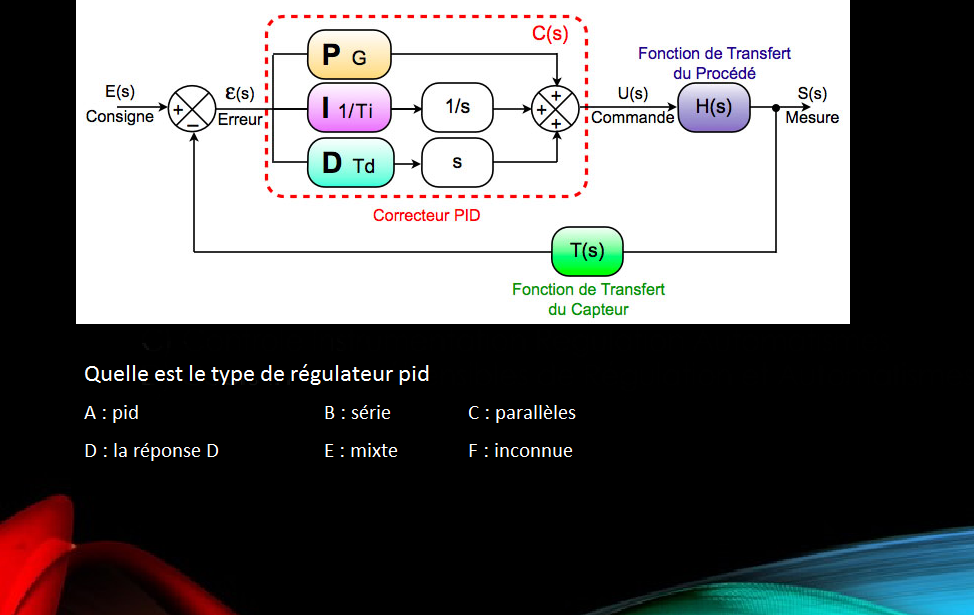 C(s)
Fonction de Transfert
du Procédé
P G
E(s)
Consigne
+
−
Ɛ(s)
Erreur
I 1/Ti
1/s
+
+
+
U(s)
Commande
H(s)
S(s)
Mesure
D Td
s
Correcteur PID
T(s)
Fonction de Transfert
du Capteur
Quelle est le type de régulateur pid
A : pid B : série C : parallèles
D : la réponse D E : mixte F : inconnue